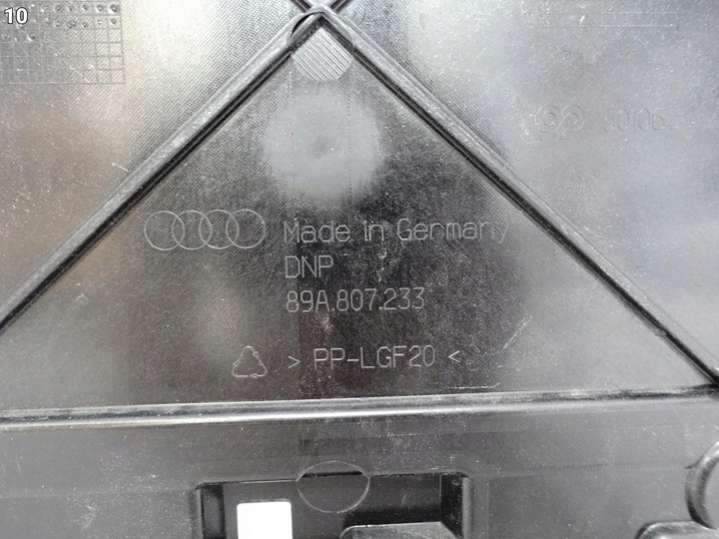 10
Made in Germany
DNP
89A.807.233
> PP-LGF20 <